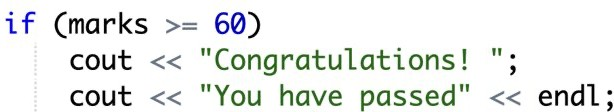 if (marks >= 60)
cout << "Congratulations! ";
cout << "You have passed" << endl;